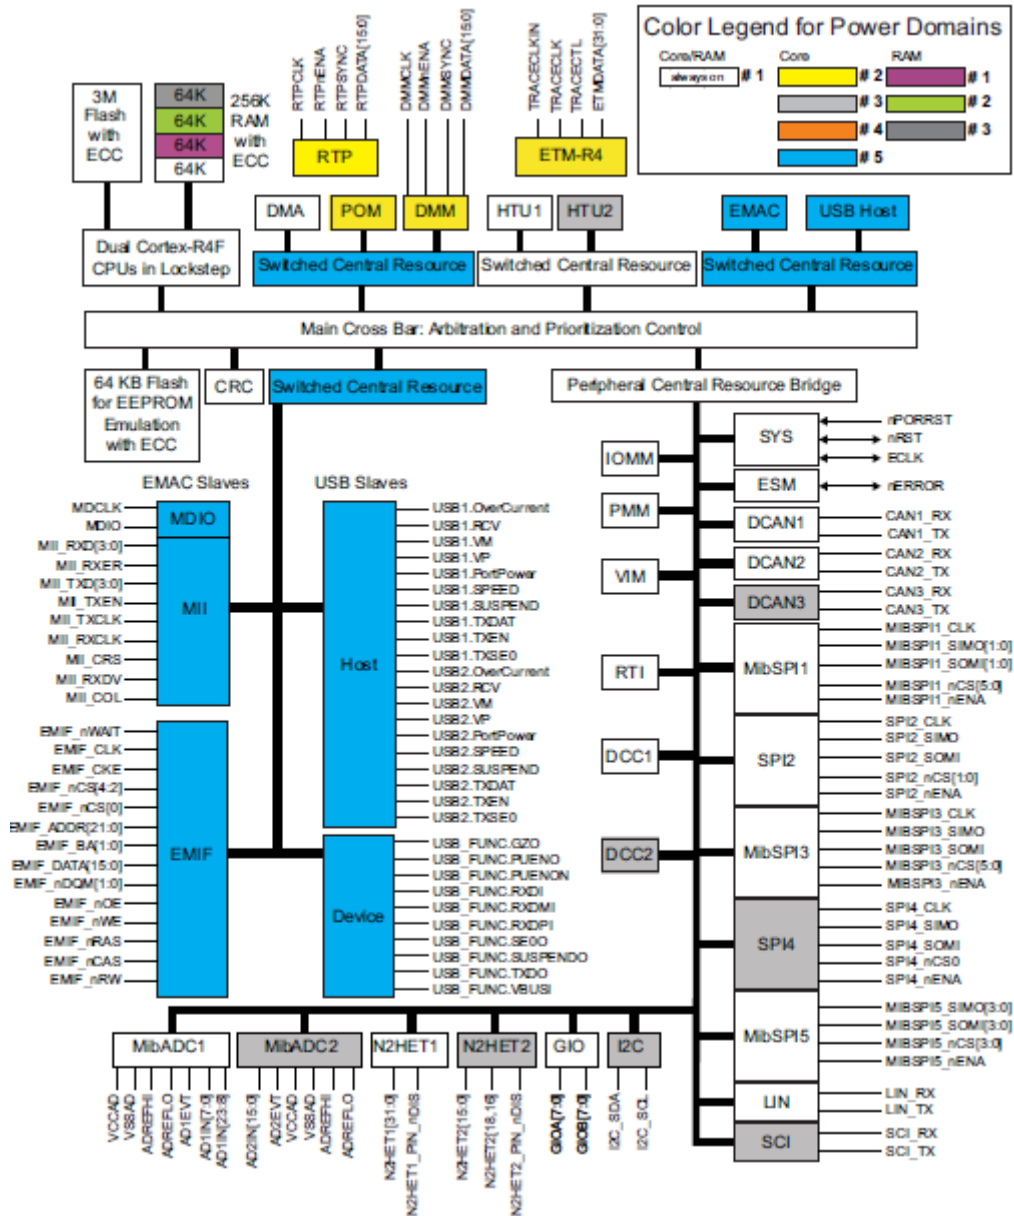 Color Legend for Power Domains
Core/RAM
Core
RAM
always on
# 1
# 2
# 1
# 3
# 2
# 4
# 3
# 5
RTPCLK
RTPnENA
RTPSYNC
RTPDATA[15:0]
DMMCLK
DMMnENA
DMMSYNC
DMMDATA[15:0]
TRACECLKIN
TRACECLK
TRACECTL
ETMDATA[31:0]
3M
Flash
with
ECC
64K
64K
64K
64K
256K
RAM
with
ECC
RTP
ETM-R4
DMA
POM
DMM
HTU1
HTU2
EMAC
USB Host
Dual Cortex-R4F
CPUs in Lockstep
Switched Central Resource
Switched Central Resource
Switched Central Resource
Main Cross Bar: Arbitration and Prioritization Control
64 KB Flash
for EEPROM
Emulation
with ECC
CRC
Switched Central Resource
Peripheral Central Resource Bridge
EMAC Slaves
USB Slaves
MDCLK
MDIO
MII_RXD[3:0]
MII_RXER
MII_TXD[3:0]
MII_TXEN
MII_TXCLK
MII_RXCLK
MII_CRS
MII_RXDV
MII_COL
MDIO
MII
EMIF_nWAIT
EMIF_CLK
EMIF_CKE
EMIF_nCS[4:2]
EMIF_nCS[0]
EMIF_ADDR[21:0]
EMIF_BA[1:0]
EMIF_DATA[15:0]
EMIF_nDQM[1:0]
EMIF_nOE
EMIF_nWE
EMIF_nRAS
EMIF_nCAS
EMIF_nRW
EMIF
Host
USB1.OverCurrent
USB1.RCV
USB1.VM
USB1.VP
USB1.PortPower
USB1.SPEED
USB1.SUSPEND
USB1.TXDAT
USB1.TXEN
USB1.TXSE0
USB2.OverCurrent
USB2.RCV
USB2.VM
USB2.VP
USB2.PortPower
USB2.SPEED
USB2.SUSPEND
USB2.TXDAT
USB2.TXEN
USB2.TXSE0
Device
USB_FUNC.GZO
USB_FUNC.PUENO
USB_FUNC.PUENON
USB_FUNC.RXDI
USB_FUNC.RXDMI
USB_FUNC.RXDPI
USB_FUNC.SE0O
USB_FUNC.SUSPENDO
USB_FUNC.TXDO
USB_FUNC.VBUSI
IOMM
PMM
VIM
RTI
DCC1
DCC2
SYS
nPORRST
nRST
ECLK
ESM
nERROR
DCAN1
CAN1_RX
CAN1_TX
DCAN2
CAN2_RX
CAN2_TX
DCAN3
CAN3_RX
CAN3_TX
MibSPI1
MIBSPI1_CLK
MIBSPI1_SIMO[1:0]
MIBSPI1_SOMI[1:0]
MIBSPI1_nCS[5:0]
MIBSPI1_nENA
SPI2
SPI2_CLK
SPI2_SIMO
SPI2_SOMI
SPI2_nCS[1:0]
SPI2_nENA
MibSPI3
MIBSPI3_CLK
MIBSPI3_SIMO
MIBSPI3_SOMI
MIBSPI3_nCS[5:0]
MIBSPI3_nENA
SPI4
SPI4_CLK
SPI4_SIMO
SPI4_SOMI
SPI4_nCS0
SPI4_nENA
MibSPI5
MIBSPI5_SIMO[3:0]
MIBSPI5_SOMI[3:0]
MIBSPI5_nCS[3:0]
MIBSPI5_nENA
LIN
LIN_RX
LIN_TX
SCI
SCI_RX
SCI_TX
MibADC1
MibADC2
N2HET1
N2HET2
GIO
I2C
VCCAD
VSSAD
ADREFHI
ADREFLO
AD1EVT
AD1IN[7:0]
AD1IN[23:8]
AD2IN[15:0]
AD2EVT
VCCAD
VSSAD
ADREFHI
ADREFLO
N2HET1[31:0]
N2HET1_PIN_nDIS
N2HET2[15:0]
N2HET2[18,16]
N2HET2_PIN_nDIS
GIOA[7:0]
GIOB[7:0]
I2C_SDA
I2C_SCL